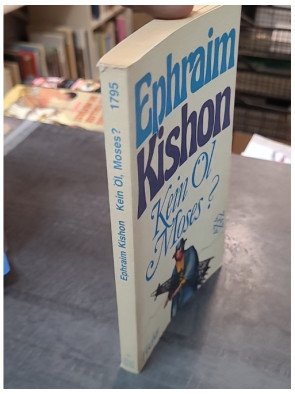 Ephraim
Kishon
Kein Öl,
Moses?
Ephraim Kishon Kein Öl, Moses? 1795